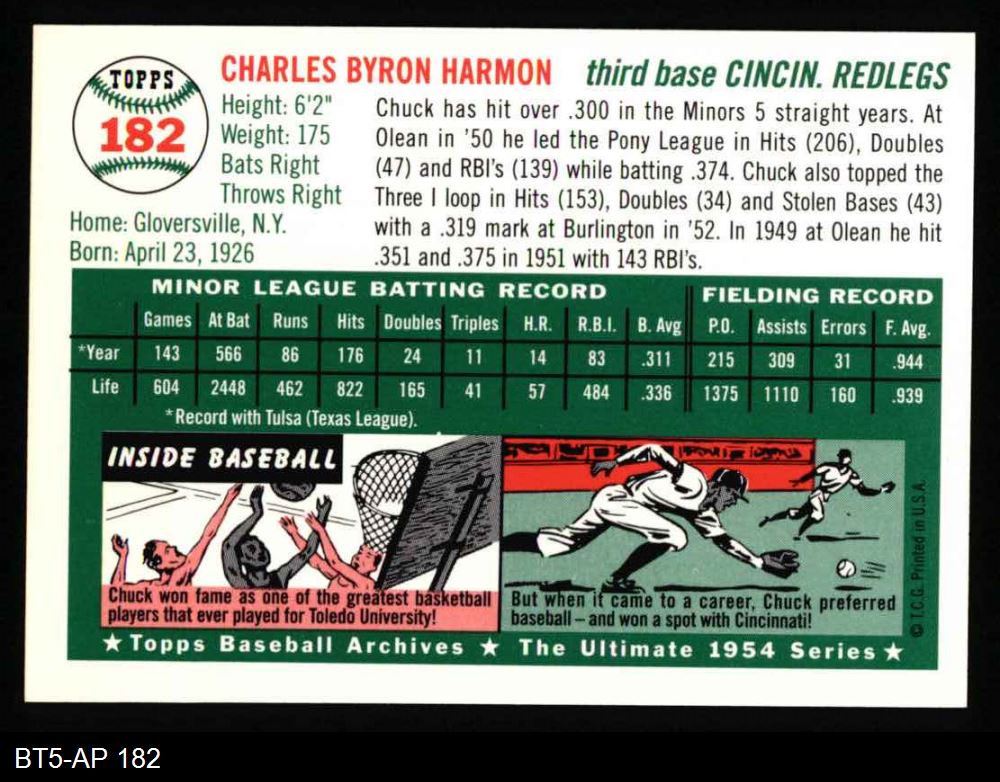 TOPPS
182
CHARLES BYRON HARMON third base CINCIN. REDLEGS
Height: 6'2"
Weight: 175
Bats Right
Throws Right
Home: Gloversville, N.Y.
Born: April 23, 1926
Chuck has hit over .300 in the Minors 5 straight years. At
Olean in '50 he led the Pony League in Hits (206), Doubles
(47) and RBI's (139) while batting .374. Chuck also topped the
Three I loop in Hits (153), Doubles (34) and Stolen Bases (43)
with a .319 mark at Burlington in '52. In 1949 at Olean he hit
.351 and .375 in 1951 with 143 RBI's.
MINOR LEAGUE BATTING RECORD FIELDING RECORD
Games At Bat Runs Hits Doubles Triples H.R. R.B.I. B. Avg P.O. Assists Errors F. Avg.
*Year 143 566 86 176 24 11 14 83 .311 215 309 31 .944
Life 604 2448 462 822 165 41 57 484 .336 1375 1110 160 .939
*Record with Tulsa (Texas League).
INSIDE BASEBALL
Chuck won fame as one of the greatest basketball
players that ever played for Toledo University!
But when it came to a career, Chuck preferred
baseball – and won a spot with Cincinnati!
© T.C.G. Printed in U.S.A.
★ Topps Baseball Archives ★ The Ultimate 1954 Series ★
BT5-AP 182